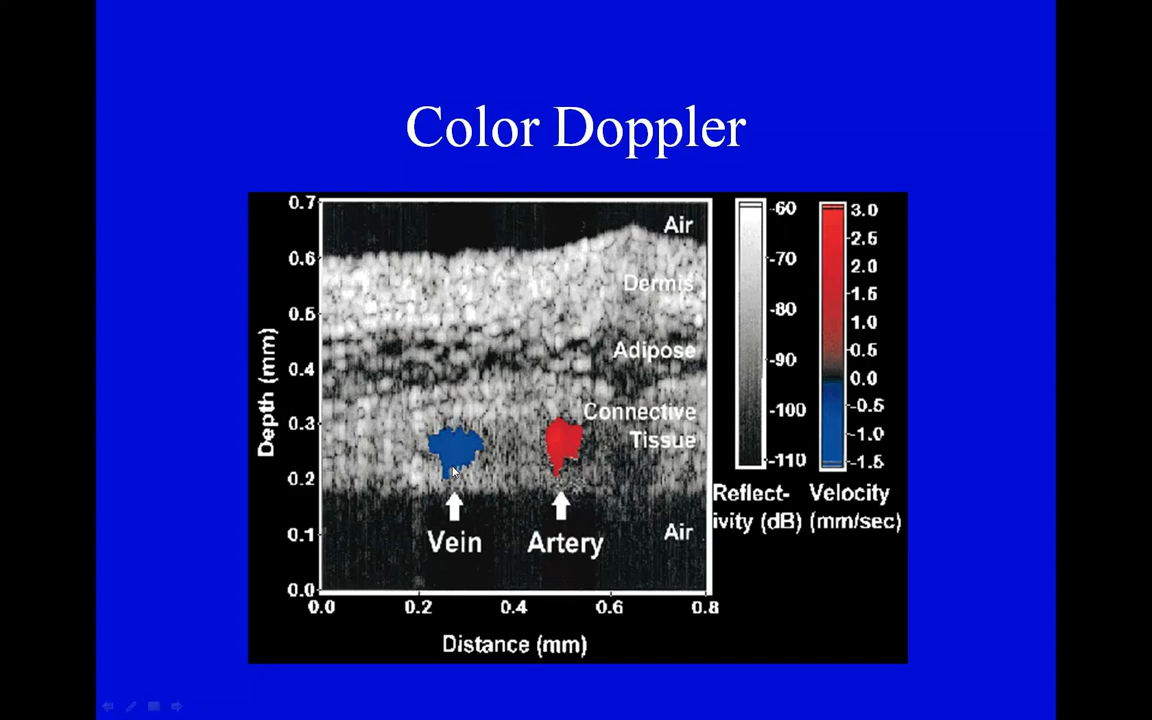 Color Doppler
0.7
0.6
0.5
0.4
0.3
0.2
0.1
0.0
Depth (mm)
0.0 0.2 0.4 0.6 0.8
Distance (mm)
Air
Dermis
Adipose
Connective
Tissue
Vein
Artery
Air
-60
-70
-80
-90
-100
-110
Reflect-
ivity (dB)
3.0
2.5
2.0
1.5
1.0
0.5
0.0
-0.5
-1.0
-1.5
Velocity
(mm/sec)